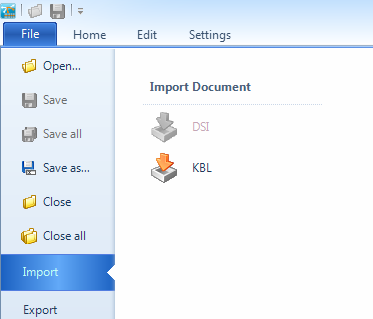 File Home Edit Settings
Open...
Save
Save all
Save as...
Close
Close all
Import
Export
Import Document
DSI
KBL